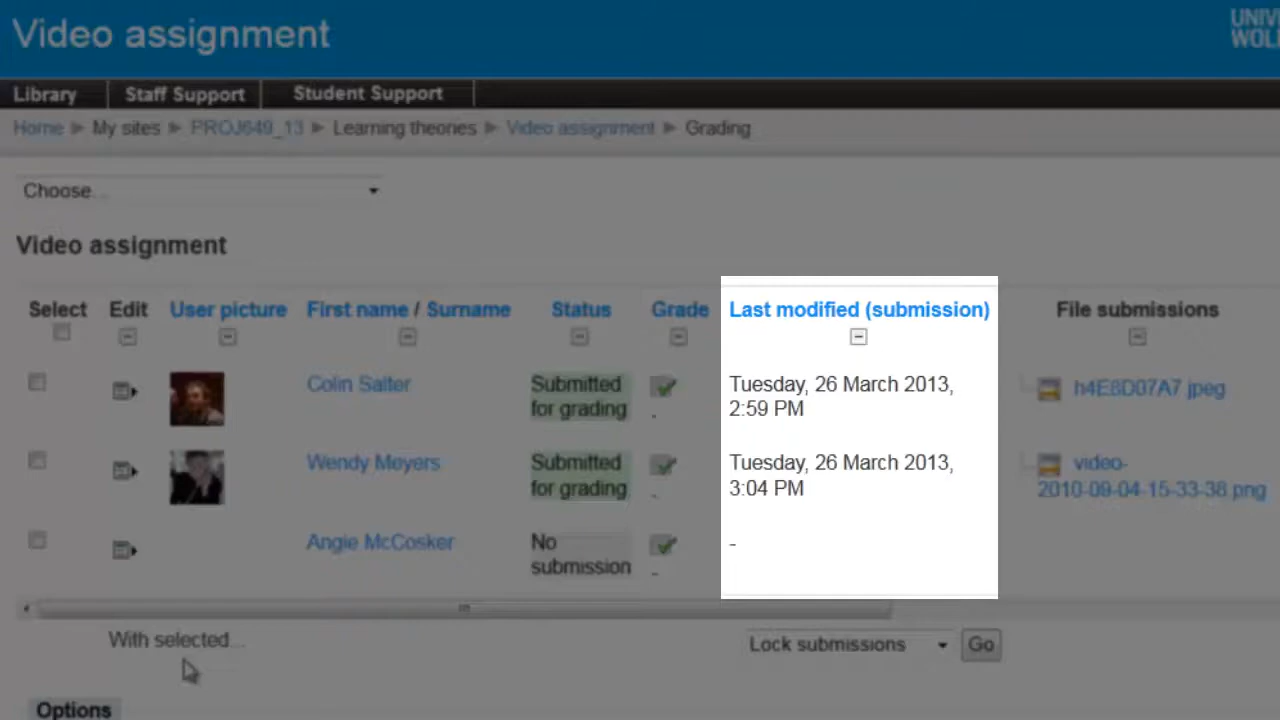 Video assignment
UNIV
WOL
Library Staff Support Student Support
Home My sites PROJ649_13 Learning theories Video assignment Grading
Choose...
Video assignment
Select Edit User picture First name / Surname Status Grade Last modified (submission) File submissions
Colin Salter Submitted Tuesday, 26 March 2013, h4E8D07A7.jpeg
for grading - 2:59 PM
Wendy Meyers Submitted Tuesday, 26 March 2013, video-
for grading - 3:04 PM 2010-09-04-15-33-38.png
Angie McCosker No -
submission -
With selected... Lock submissions Go
Options